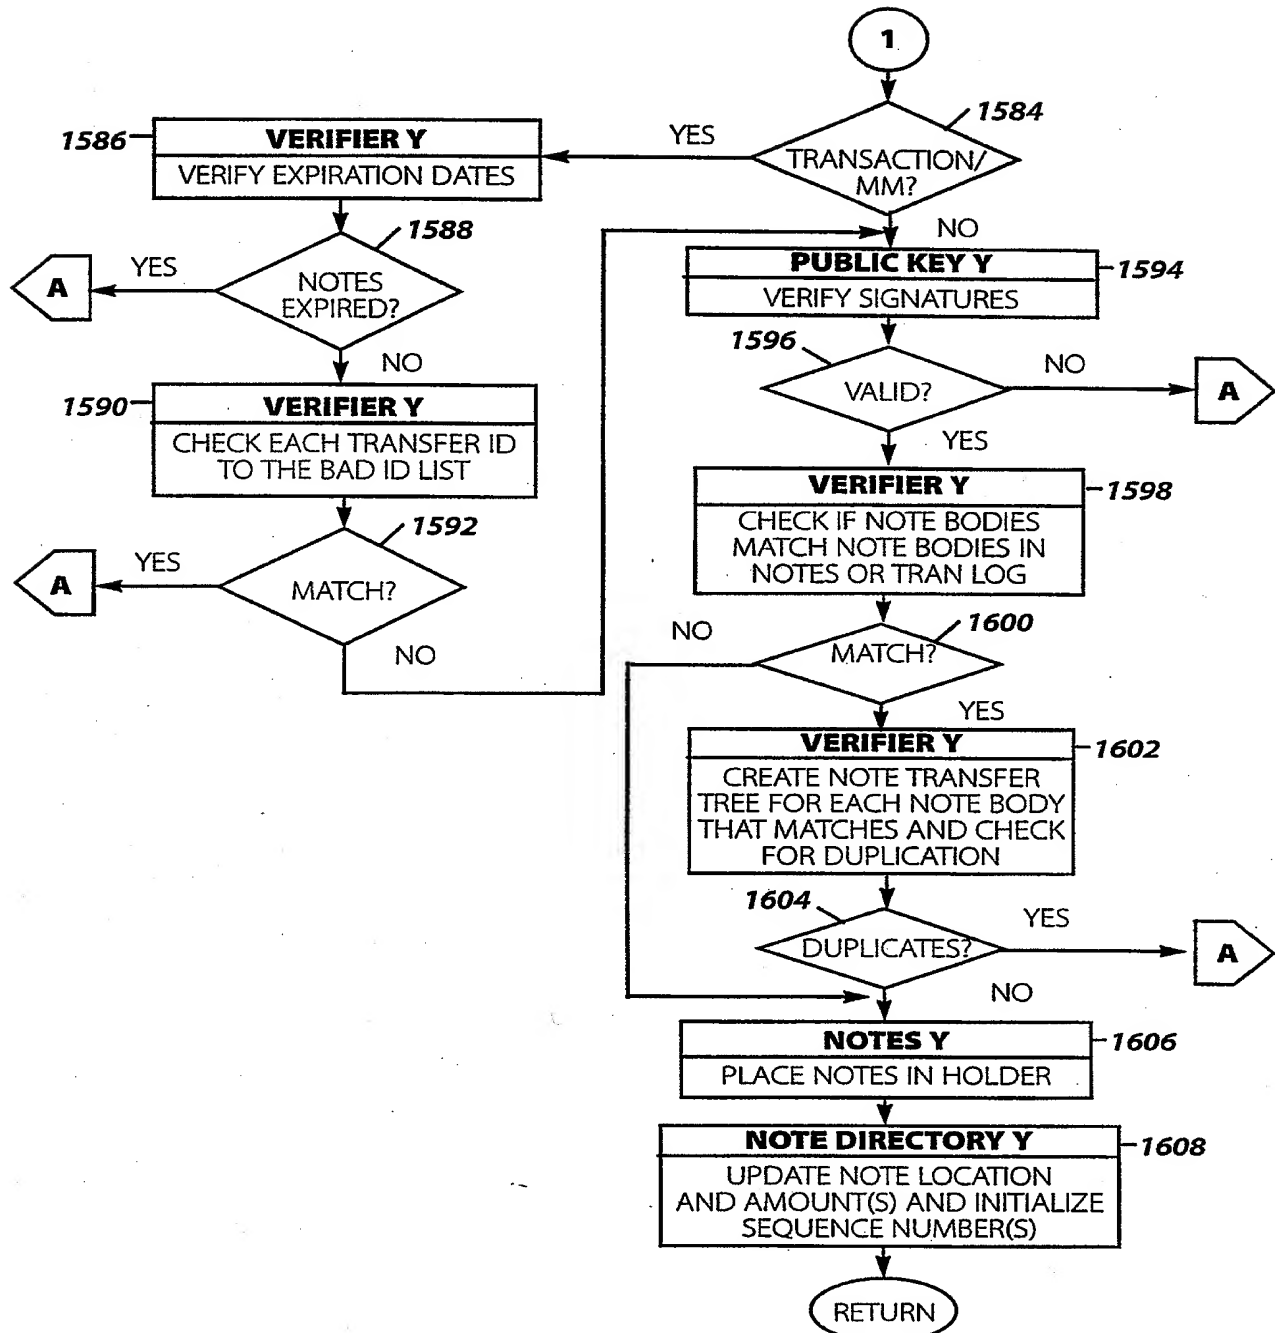 1
1584
TRANSACTION/
MM?
YES
NO
1586
VERIFIER Y
VERIFY EXPIRATION DATES
1588
NOTES
EXPIRED?
YES
A
NO
1590
VERIFIER Y
CHECK EACH TRANSFER ID
TO THE BAD ID LIST
1592
MATCH?
YES
A
NO
PUBLIC KEY Y
1594
VERIFY SIGNATURES
1596
VALID?
NO
A
YES
VERIFIER Y
1598
CHECK IF NOTE BODIES
MATCH NOTE BODIES IN
NOTES OR TRAN LOG
1600
NO
MATCH?
YES
VERIFIER Y
1602
CREATE NOTE TRANSFER
TREE FOR EACH NOTE BODY
THAT MATCHES AND CHECK
FOR DUPLICATION
1604
DUPLICATES?
YES
A
NO
NOTES Y
1606
PLACE NOTES IN HOLDER
NOTE DIRECTORY Y
1608
UPDATE NOTE LOCATION
AND AMOUNT(S) AND INITIALIZE
SEQUENCE NUMBER(S)
RETURN